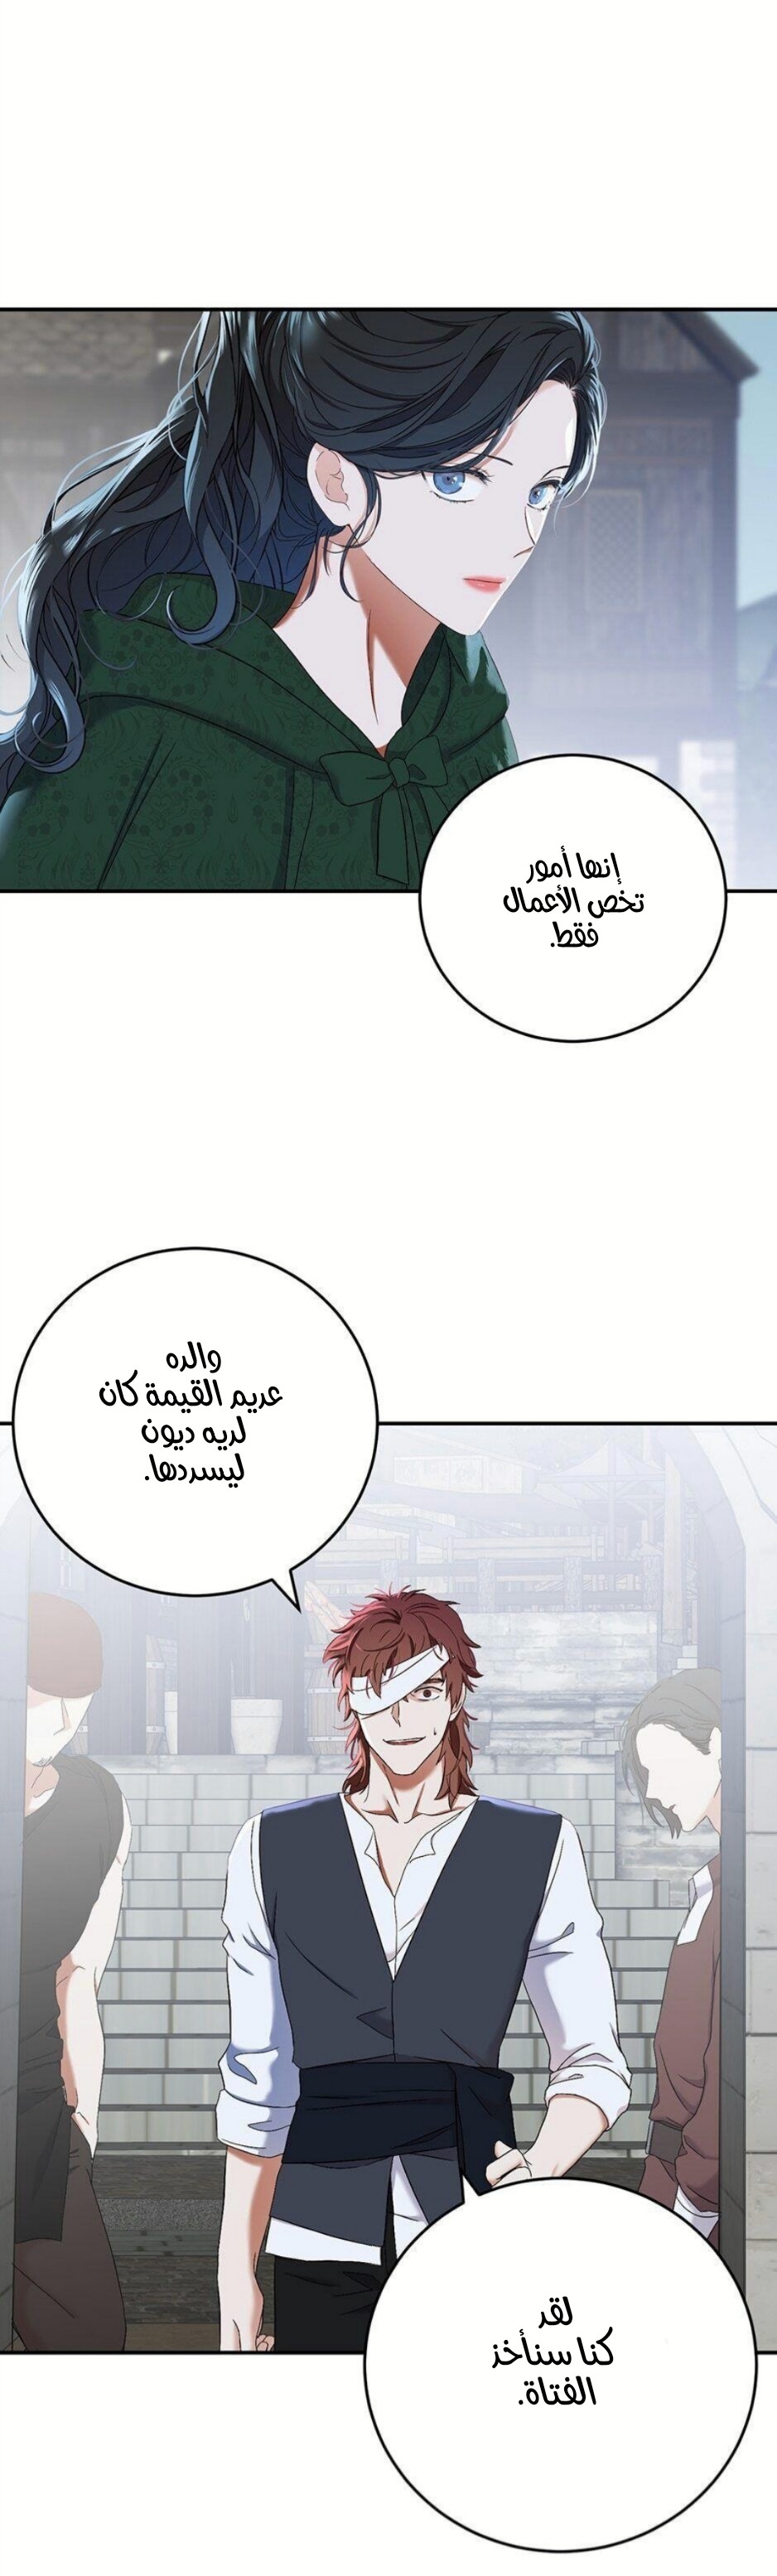 إنها أمور
تخص الأعمال
فقط.
والده
عديم القيمة كان
لديه ديون
ليسددها.
لقد
كنا سنأخذ
الفتاة.